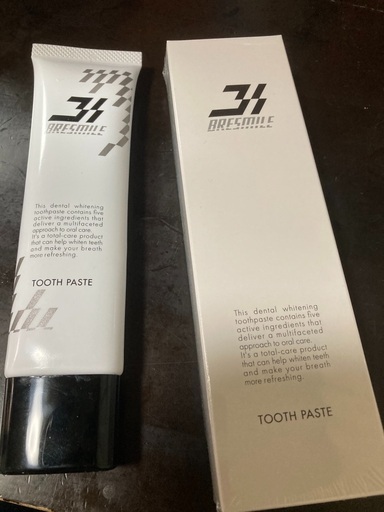 BRESMILE
This dental whitening
toothpaste contains five
active ingredients that
deliver a multifaceted
approach to oral care.
It's a total-care product
that can help whiten teeth
and make your breath
more refreshing.
TOOTH PASTE
BRESMILE
This dental whitening
toothpaste contains five
active ingredients that
deliver a multifaceted
approach to oral care.
It's a total-care product
that can help whiten teeth
and make your breath
more refreshing.
TOOTH PASTE